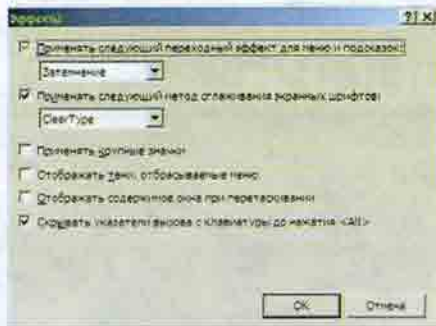 Эффекты
Применять следующий переходный эффект для меню и подсказок:
Затемнение
Применять следующий метод сглаживания экранных шрифтов:
ClearType
Применять крупные значки
Отображать тени, отбрасываемые меню
Отображать содержимое окна при перетаскивании
Скрывать указатели вызова с клавиатуры до нажатия <Alt>
OK
Отмена